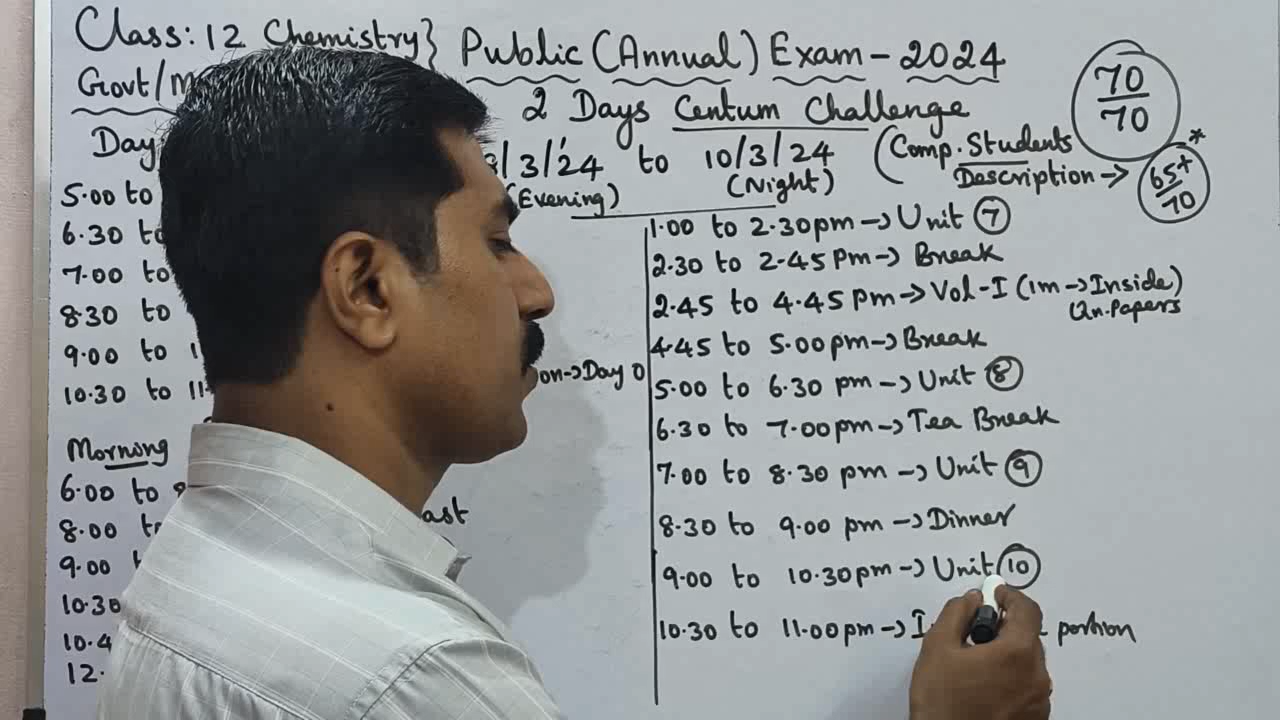 Class: 12 Chemistry} Public (Annual) Exam - 2024
Govt/M
70/70
2 Days Centum Challenge
Day
/3/24 to 10/3/24 (Comp. Students
(Evening) (Night) Description → 65+/70 *
5.00 to
6.30 to
7.00 to
8.30 to
9.00 to 1
10.30 to 11.
on → Day 0
Morning
6.00 to 8
8.00 to ast
9.00
10.30
10.4
12.
1.00 to 2.30pm → Unit 7
2.30 to 2.45 Pm → Break
2.45 to 4.45 pm → Vol-I (1m → Inside)
Qn.Papers
4.45 to 5.00pm → Break
5.00 to 6.30 pm → Unit 8
6.30 to 7.00pm → Tea Break
7.00 to 8.30 pm → Unit 9
8.30 to 9.00 pm → Dinner
9.00 to 10.30pm → Unit 10
10.30 to 11.00pm → portion